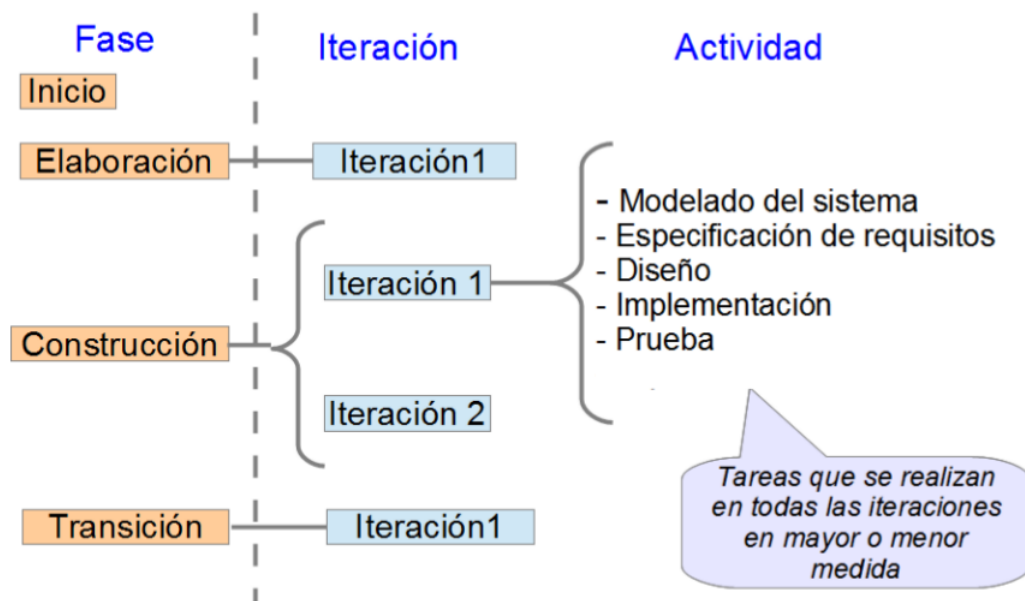 Fase
Iteración
Actividad
Inicio
Elaboración
Iteración1
- Modelado del sistema
- Especificación de requisitos
- Diseño
- Implementación
- Prueba
Construcción
Iteración 1
Iteración 2
Tareas que se realizan
en todas las iteraciones
en mayor o menor
medida
Transición
Iteración1